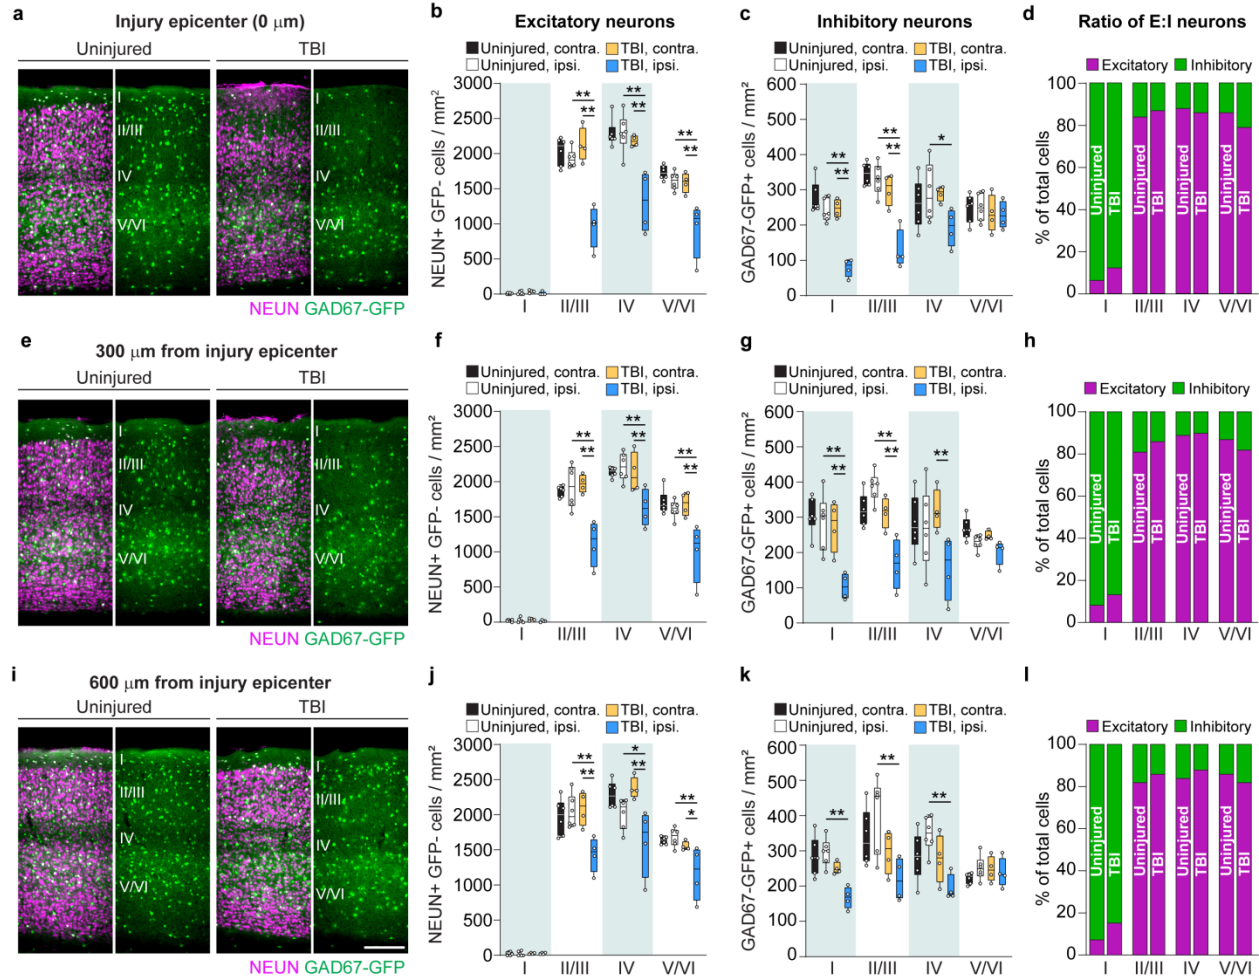 a
Injury epicenter (0 μm)
Uninjured TBI
I
II/III
IV
V/VI
I
II/III
IV
V/VI
NEUN GAD67-GFP
b
Excitatory neurons
Uninjured, contra. TBI, contra.
Uninjured, ipsi. TBI, ipsi.
NEUN+ GFP- cells / mm²
3000
2500
2000
1500
1000
500
0
** **
** **
** **
I II/III IV V/VI
c
Inhibitory neurons
Uninjured, contra. TBI, contra.
Uninjured, ipsi. TBI, ipsi.
GAD67-GFP+ cells / mm²
600
500
400
300
200
100
0
** **
** **
*
I II/III IV V/VI
d
Ratio of E:I neurons
Excitatory Inhibitory
% of total cells
100
80
60
40
20
0
Uninjured TBI Uninjured TBI Uninjured TBI Uninjured TBI
I II/III IV V/VI
e
300 μm from injury epicenter
Uninjured TBI
I
II/III
IV
V/VI
I
II/III
IV
V/VI
NEUN GAD67-GFP
f
Uninjured, contra. TBI, contra.
Uninjured, ipsi. TBI, ipsi.
NEUN+ GFP- cells / mm²
3000
2500
2000
1500
1000
500
0
** **
** **
** **
I II/III IV V/VI
g
Uninjured, contra. TBI, contra.
Uninjured, ipsi. TBI, ipsi.
GAD67-GFP+ cells / mm²
600
500
400
300
200
100
0
** **
** **
**
I II/III IV V/VI
h
Excitatory Inhibitory
% of total cells
100
80
60
40
20
0
Uninjured TBI Uninjured TBI Uninjured TBI Uninjured TBI
I II/III IV V/VI
i
600 μm from injury epicenter
Uninjured TBI
I
II/III
IV
V/VI
I
II/III
IV
V/VI
NEUN GAD67-GFP
j
Uninjured, contra. TBI, contra.
Uninjured, ipsi. TBI, ipsi.
NEUN+ GFP- cells / mm²
3000
2500
2000
1500
1000
500
0
** **
* **
** *
I II/III IV V/VI
k
Uninjured, contra. TBI, contra.
Uninjured, ipsi. TBI, ipsi.
GAD67-GFP+ cells / mm²
600
500
400
300
200
100
0
**
**
**
I II/III IV V/VI
l
Excitatory Inhibitory
% of total cells
100
80
60
40
20
0
Uninjured TBI Uninjured TBI Uninjured TBI Uninjured TBI
I II/III IV V/VI